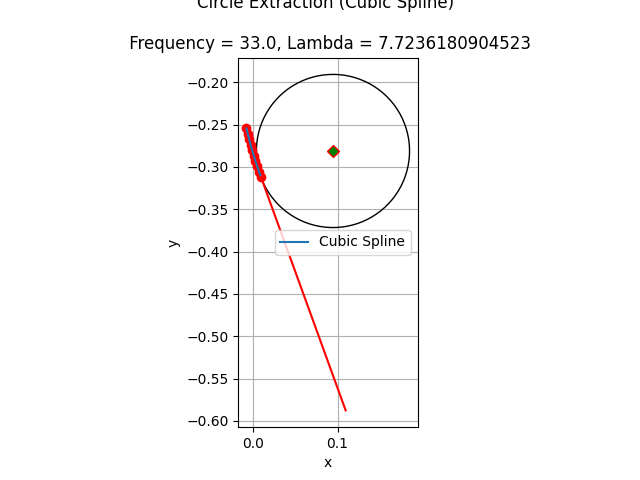 Circle Extraction (Cubic Spline)
Frequency = 33.0, Lambda = 7.7236180904523
−0.20
−0.25
−0.30
−0.35
−0.40
−0.45
−0.50
−0.55
−0.60
y
Cubic Spline
0.0 0.1
x